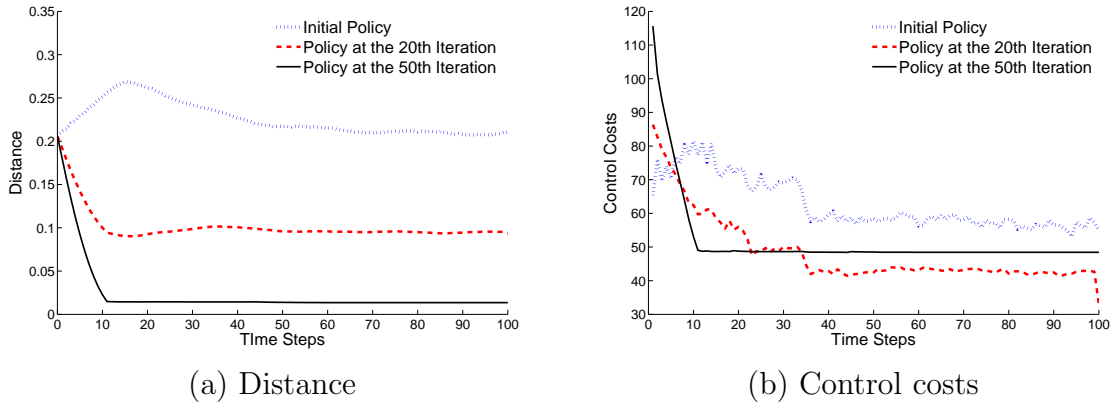 0.35
0.3
0.25
0.2
0.15
0.1
0.05
0
Distance
0 10 20 30 40 50 60 70 80 90 100
TIme Steps
Initial Policy
Policy at the 20th Iteration
Policy at the 50th Iteration
(a) Distance
120
110
100
90
80
70
60
50
40
30
Control Costs
0 10 20 30 40 50 60 70 80 90 100
Time Steps
Initial Policy
Policy at the 20th Iteration
Policy at the 50th Iteration
(b) Control costs